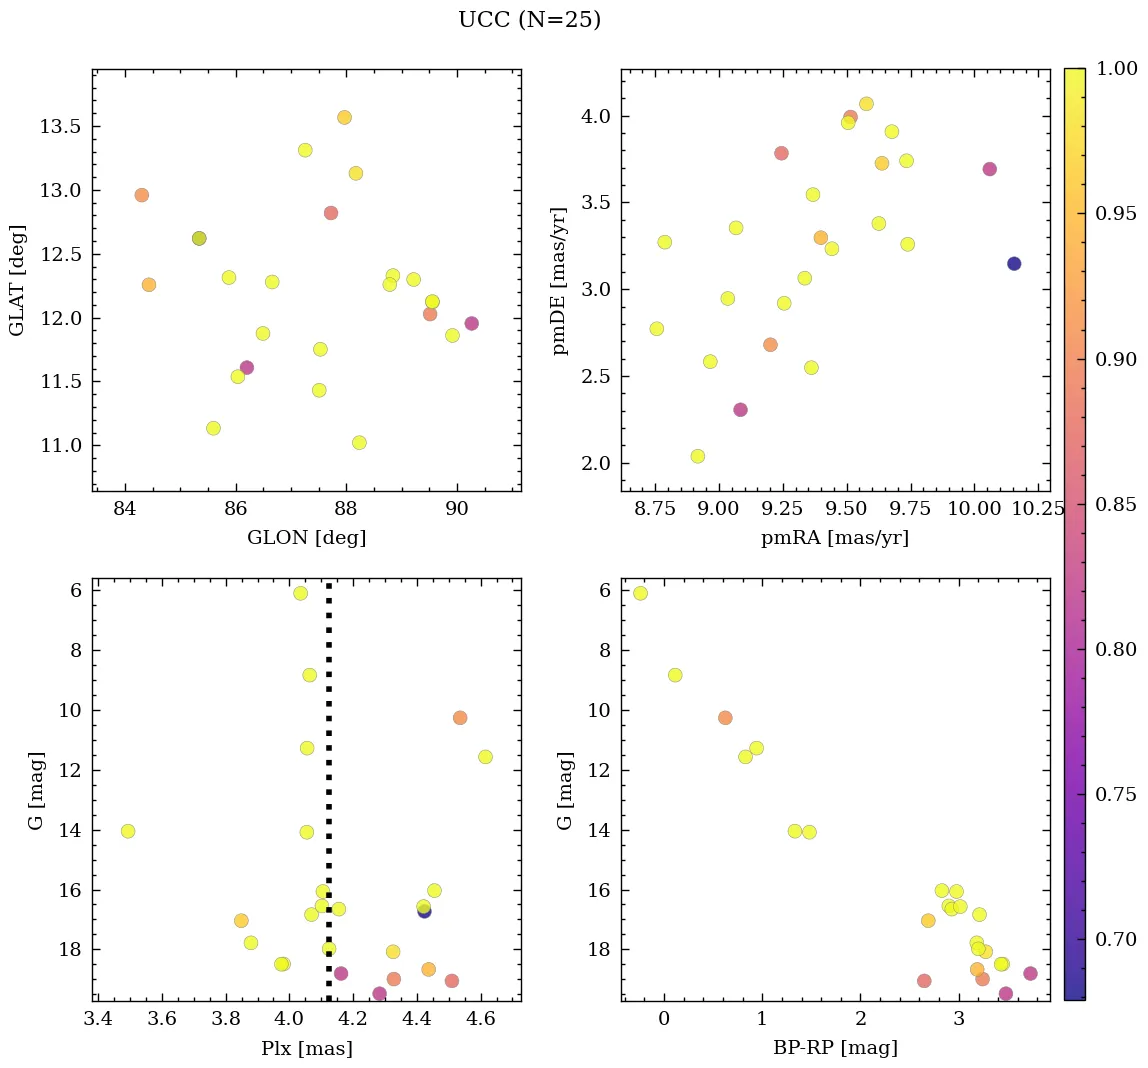 UCC (N=25)
13.5
13.0
12.5
12.0
11.5
11.0
GLAT [deg]
84 86 88 90
GLON [deg]
4.0
3.5
3.0
2.5
2.0
pmDE [mas/yr]
8.75 9.00 9.25 9.50 9.75 10.00 10.25
pmRA [mas/yr]
1.00
0.95
0.90
0.85
0.80
0.75
0.70
6
8
10
12
14
16
18
G [mag]
3.4 3.6 3.8 4.0 4.2 4.4 4.6
Plx [mas]
6
8
10
12
14
16
18
G [mag]
0 1 2 3
BP-RP [mag]